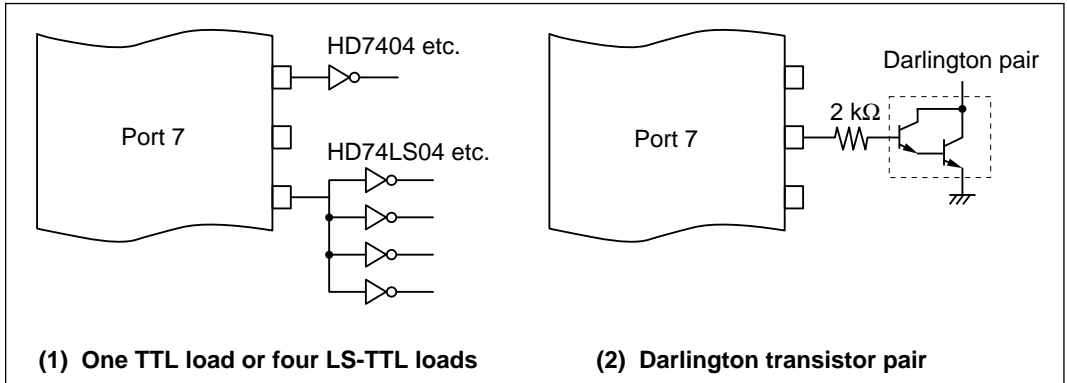 HD7404 etc.
Port 7
HD74LS04 etc.
(1) One TTL load or four LS-TTL loads
Darlington pair
2 kΩ
Port 7
(2) Darlington transistor pair